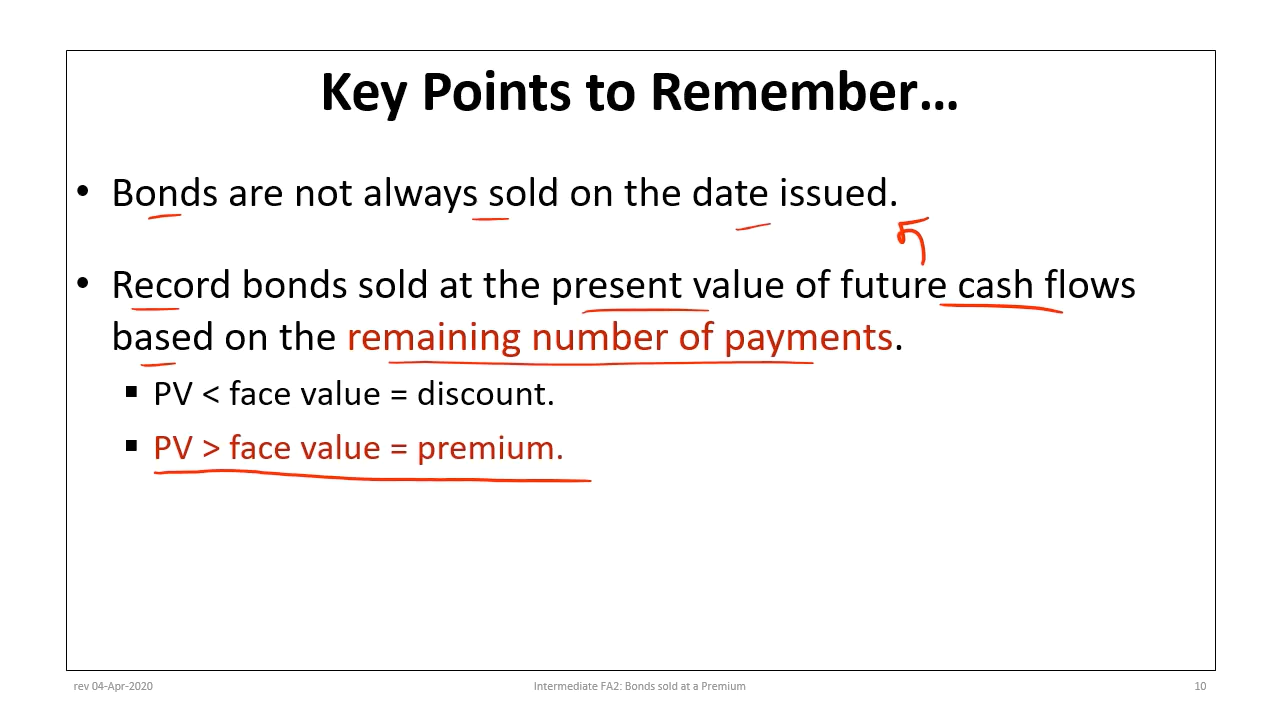 Key Points to Remember…
• Bonds are not always sold on the date issued.
• Record bonds sold at the present value of future cash flows
based on the remaining number of payments.
▪ PV < face value = discount.
▪ PV > face value = premium.
rev 04-Apr-2020 Intermediate FA2: Bonds sold at a Premium 10